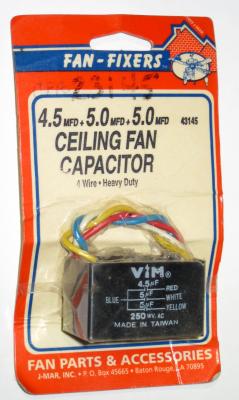 FAN-FIXERS
23145
4.5 MFD + 5.0 MFD + 5.0 MFD 43145
CEILING FAN
CAPACITOR
4 Wire • Heavy Duty
ViM®
4.5µF
RED
5µF
BLUE WHITE
5µF
YELLOW
250 WV. AC
MADE IN TAIWAN
FAN PARTS & ACCESSORIES
J-MAR, INC. • P.O. Box 45665 • Baton Rouge, LA 70895